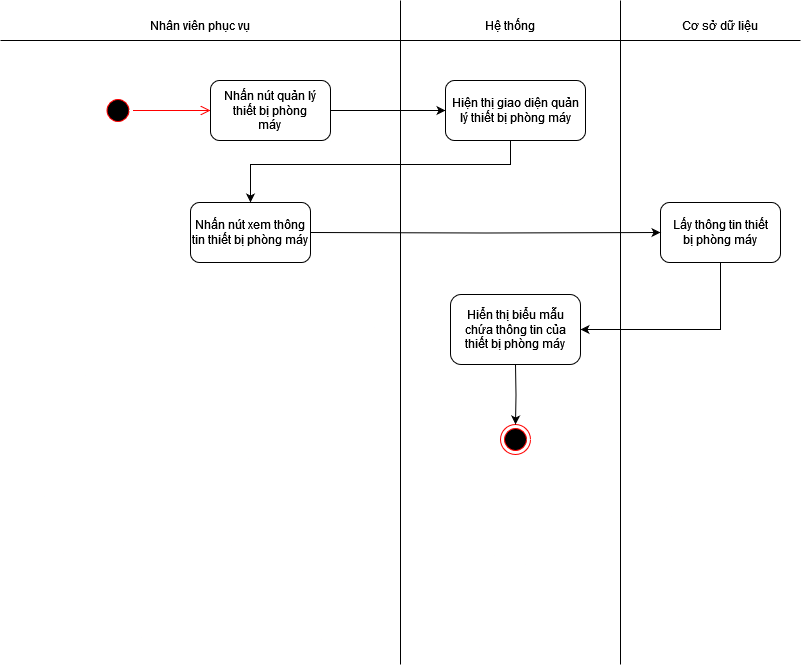 Nhân viên phục vụ
Hệ thống
Cơ sở dữ liệu
Nhấn nút quản lý
thiết bị phòng
máy
Hiện thị giao diện quản
lý thiết bị phòng máy
Nhấn nút xem thông
tin thiết bị phòng máy
Lấy thông tin thiết
bị phòng máy
Hiển thị biểu mẫu
chứa thông tin của
thiết bị phòng máy